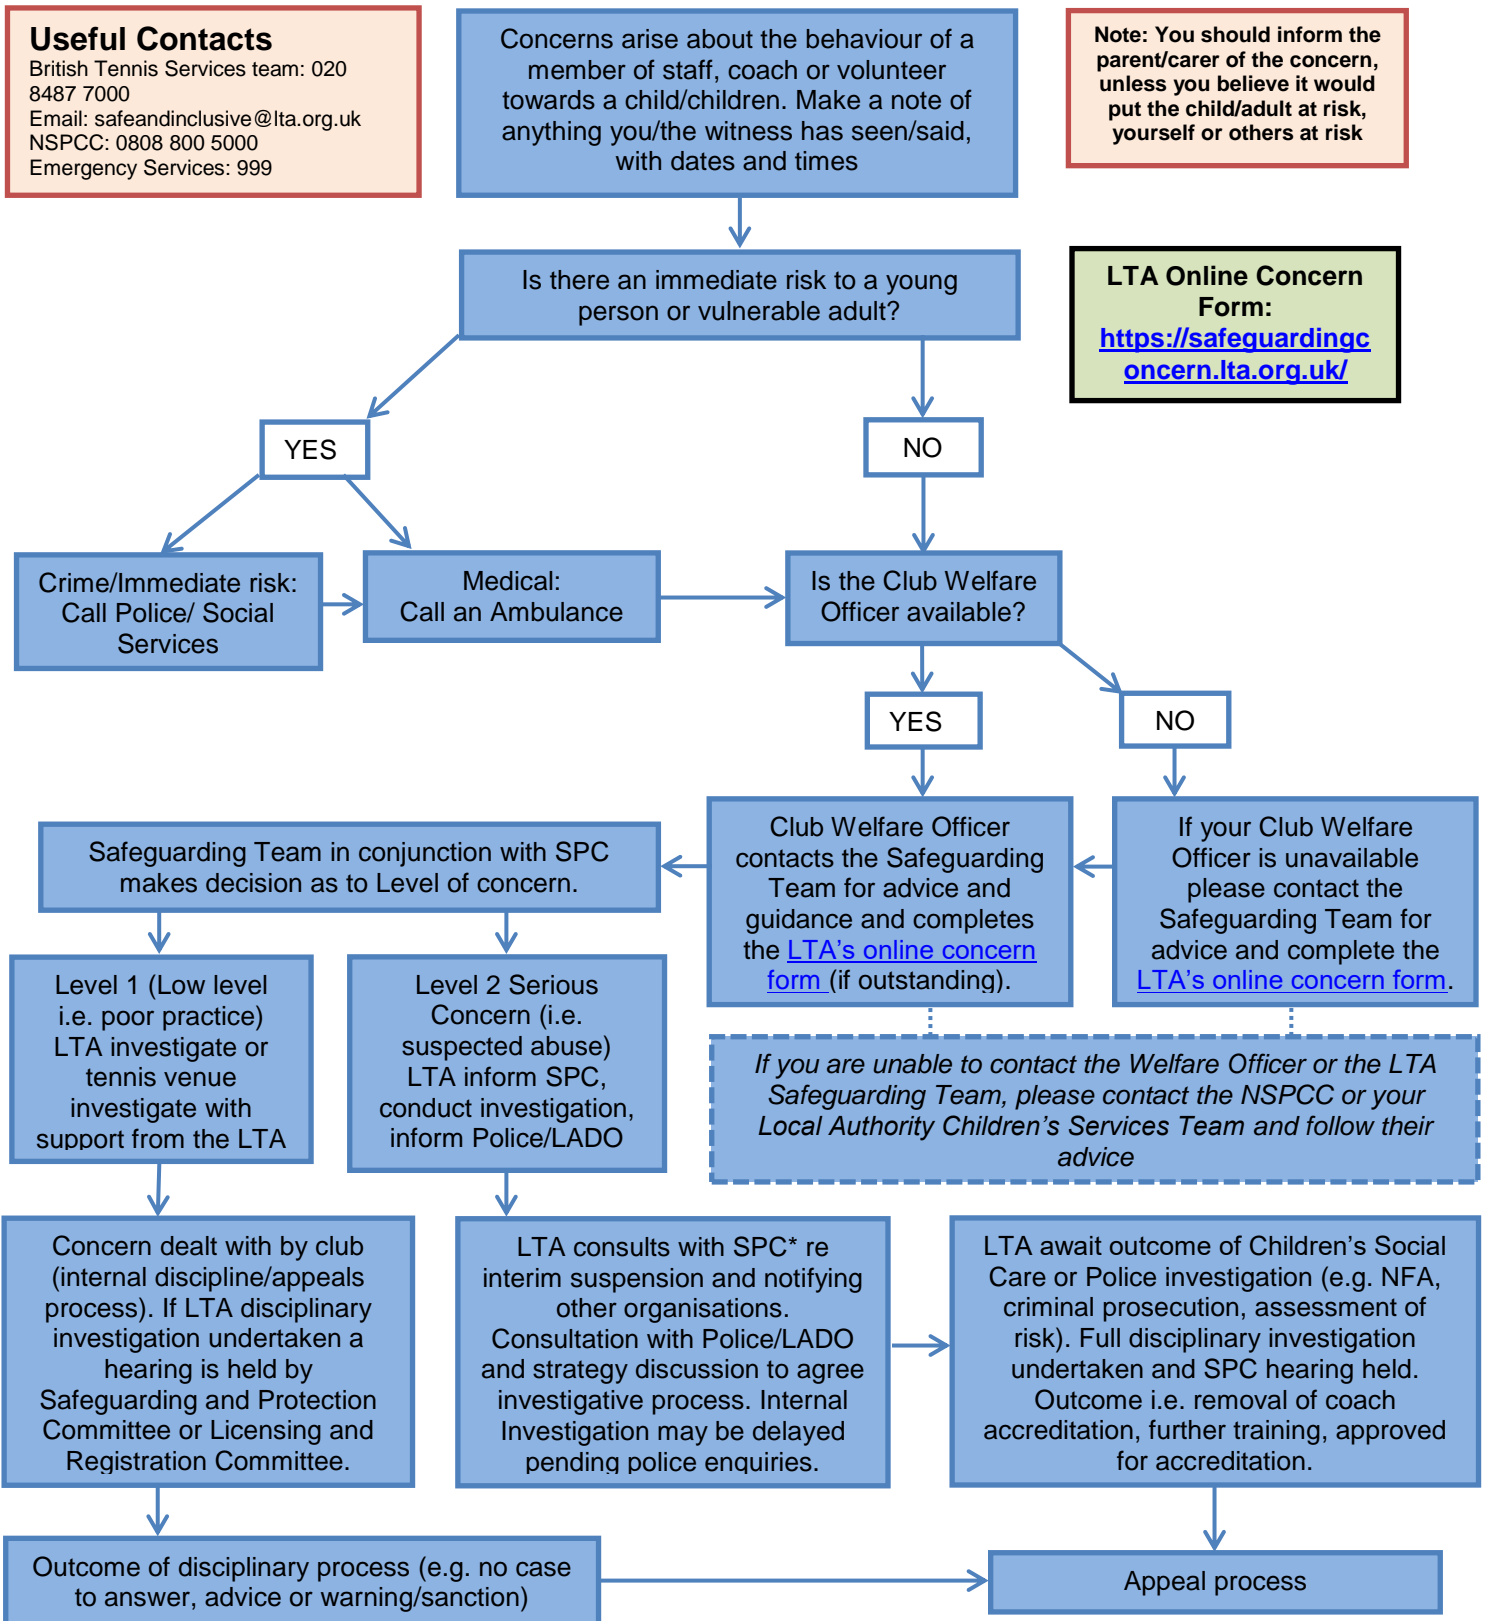 Useful Contacts
British Tennis Services team: 020
8487 7000
Email: safeandinclusive@lta.org.uk
NSPCC: 0808 800 5000
Emergency Services: 999
Concerns arise about the behaviour of a
member of staff, coach or volunteer
towards a child/children. Make a note of
anything you/the witness has seen/said,
with dates and times
Note: You should inform the
parent/carer of the concern,
unless you believe it would
put the child/adult at risk,
yourself or others at risk
Is there an immediate risk to a young
person or vulnerable adult?
LTA Online Concern
Form:
https://safeguardingc
oncern.lta.org.uk/
YES
NO
Crime/Immediate risk:
Call Police/ Social
Services
Medical:
Call an Ambulance
Is the Club Welfare
Officer available?
YES
NO
Safeguarding Team in conjunction with SPC
makes decision as to Level of concern.
Club Welfare Officer
contacts the Safeguarding
Team for advice and
guidance and completes
the LTA's online concern
form (if outstanding).
If your Club Welfare
Officer is unavailable
please contact the
Safeguarding Team for
advice and complete the
LTA's online concern form.
Level 1 (Low level
i.e. poor practice)
LTA investigate or
tennis venue
investigate with
support from the LTA
Level 2 Serious
Concern (i.e.
suspected abuse)
LTA inform SPC,
conduct investigation,
inform Police/LADO
If you are unable to contact the Welfare Officer or the LTA
Safeguarding Team, please contact the NSPCC or your
Local Authority Children's Services Team and follow their
advice
Concern dealt with by club
(internal discipline/appeals
process). If LTA disciplinary
investigation undertaken a
hearing is held by
Safeguarding and Protection
Committee or Licensing and
Registration Committee.
LTA consults with SPC* re
interim suspension and notifying
other organisations.
Consultation with Police/LADO
and strategy discussion to agree
investigative process. Internal
Investigation may be delayed
pending police enquiries.
LTA await outcome of Children's Social
Care or Police investigation (e.g. NFA,
criminal prosecution, assessment of
risk). Full disciplinary investigation
undertaken and SPC hearing held.
Outcome i.e. removal of coach
accreditation, further training, approved
for accreditation.
Outcome of disciplinary process (e.g. no case
to answer, advice or warning/sanction)
Appeal process